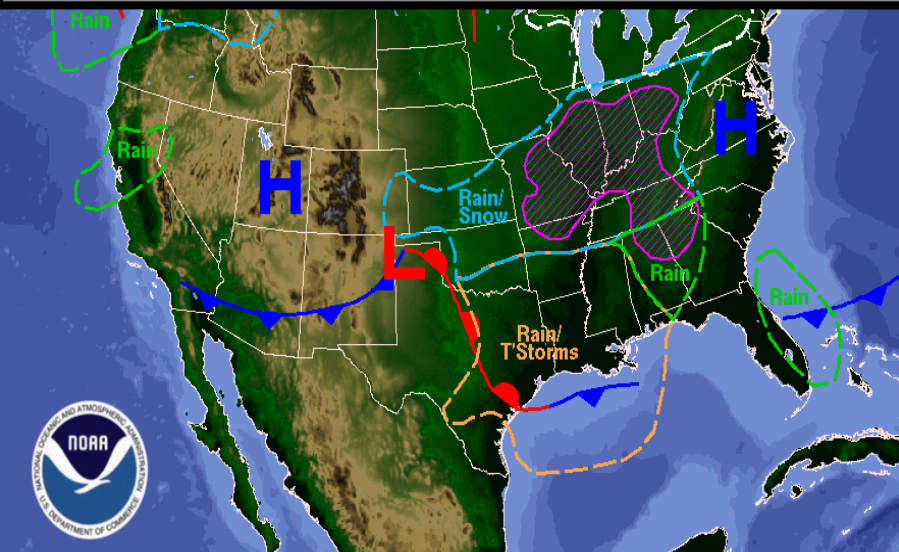 Rain
Rain
H
H
Rain/
Snow
L
Rain
Rain
Rain/
T'Storms
NATIONAL OCEANIC AND ATMOSPHERIC ADMINISTRATION
NOAA
U.S. DEPARTMENT OF COMMERCE